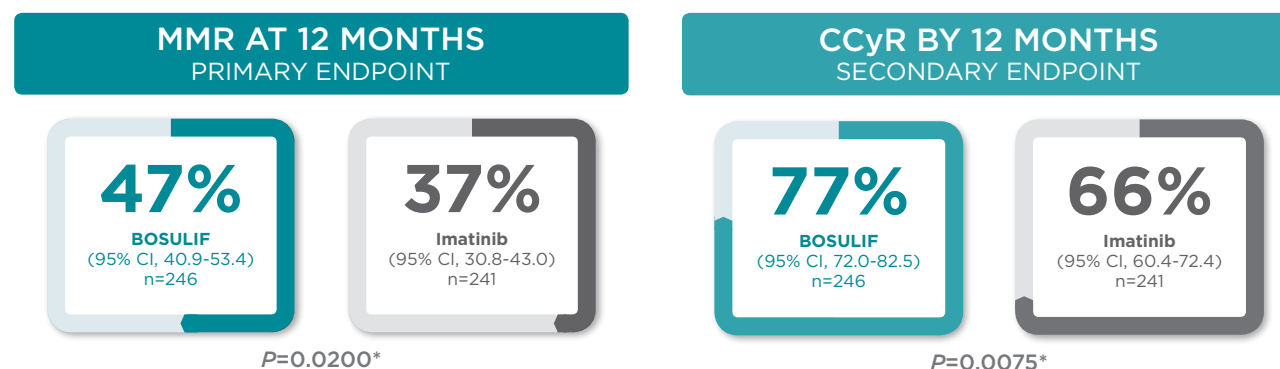 MMR AT 12 MONTHS
PRIMARY ENDPOINT
47%
BOSULIF
(95% CI, 40.9-53.4)
n=246
37%
Imatinib
(95% CI, 30.8-43.0)
n=241
P=0.0200*
CCyR BY 12 MONTHS
SECONDARY ENDPOINT
77%
BOSULIF
(95% CI, 72.0-82.5)
n=246
66%
Imatinib
(95% CI, 60.4-72.4)
n=241
P=0.0075*